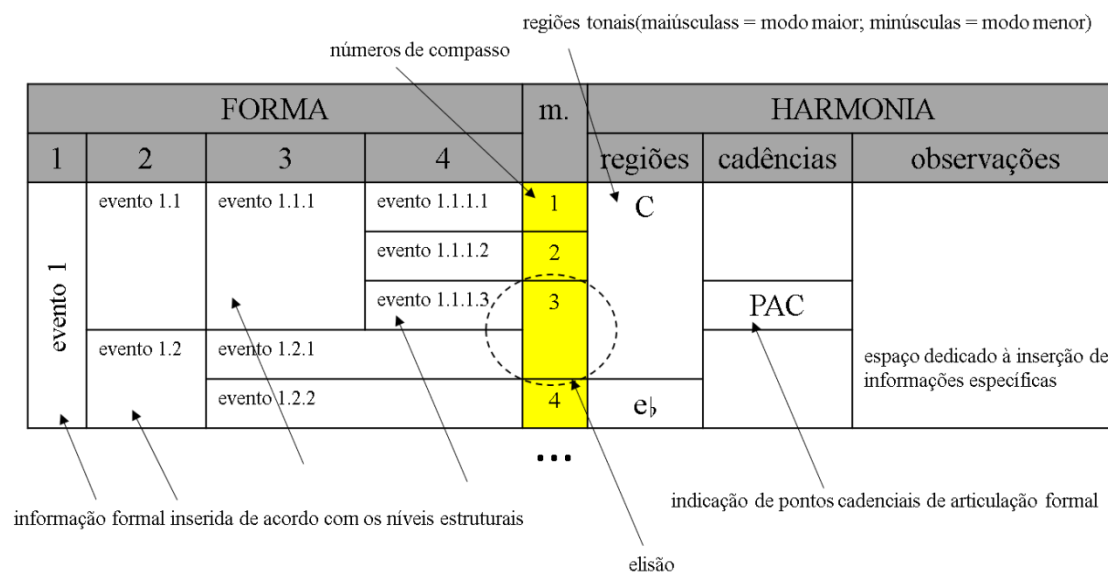 regiões tonais(maiúsculass = modo maior; minúsculas = modo menor)
números de compasso
FORMA m. HARMONIA
1 2 3 4 regiões cadências observações
evento 1
evento 1.1 evento 1.1.1 evento 1.1.1.1 1 C
evento 1.1.1.2 2
evento 1.1.1.3 3 PAC
evento 1.2 evento 1.2.1
espaço dedicado à inserção de
informações específicas
evento 1.2.2 4 e♭
...
informação formal inserida de acordo com os níveis estruturais
indicação de pontos cadenciais de articulação formal
elisão